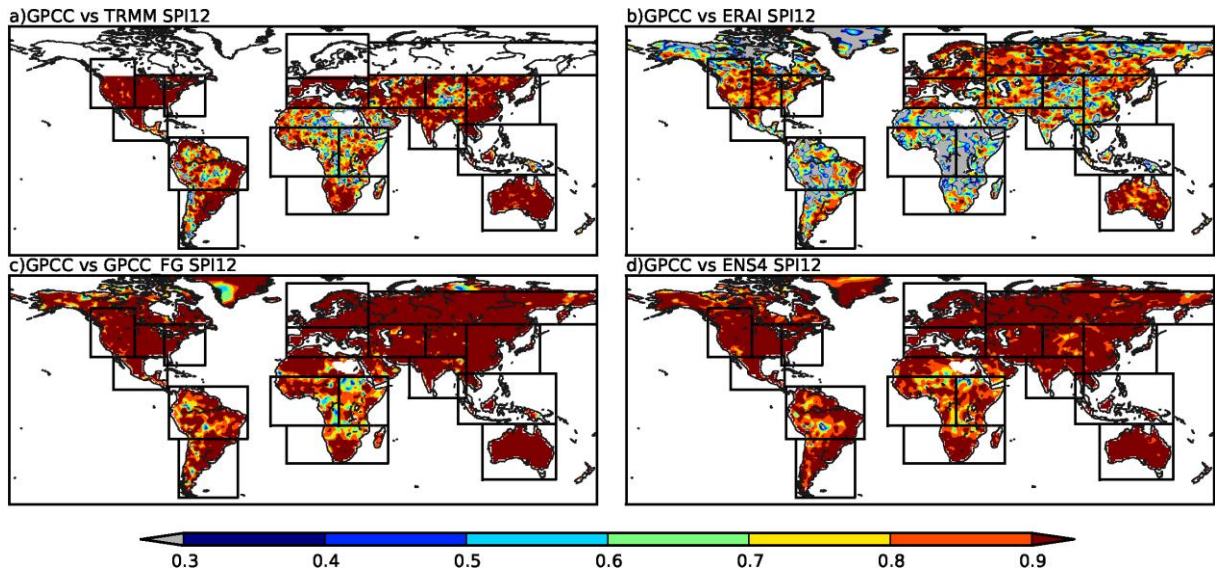 a)GPCC vs TRMM SPI12
b)GPCC vs ERAI SPI12
c)GPCC vs GPCC_FG SPI12
d)GPCC vs ENS4 SPI12
0.3 0.4 0.5 0.6 0.7 0.8 0.9